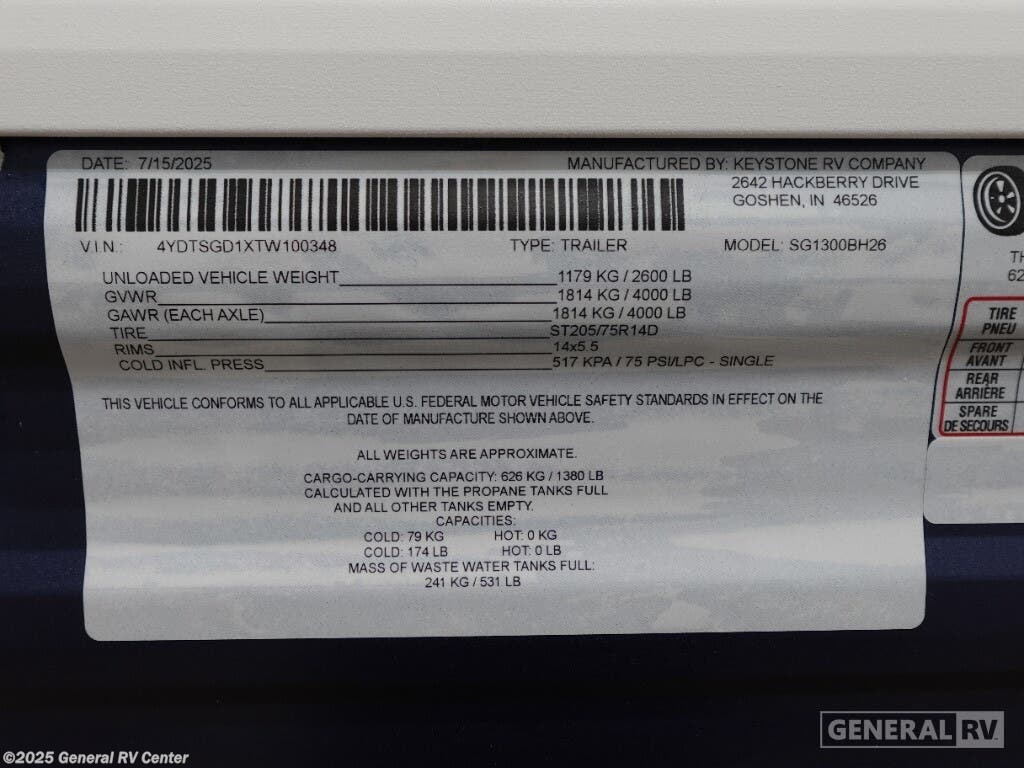 DATE: 7/15/2025
MANUFACTURED BY: KEYSTONE RV COMPANY
2642 HACKBERRY DRIVE
GOSHEN, IN 46526
V.I.N.: 4YDTSGD1XTW100348 TYPE: TRAILER MODEL: SG1300BH26
UNLOADED VEHICLE WEIGHT 1179 KG / 2600 LB
GVWR 1814 KG / 4000 LB
GAWR (EACH AXLE) 1814 KG / 4000 LB
TIRE ST205/75R14D
RIMS 14x5.5
COLD INFL. PRESS 517 KPA / 75 PSI/LPC - SINGLE
THIS VEHICLE CONFORMS TO ALL APPLICABLE U.S. FEDERAL MOTOR VEHICLE SAFETY STANDARDS IN EFFECT ON THE
DATE OF MANUFACTURE SHOWN ABOVE.
ALL WEIGHTS ARE APPROXIMATE.
CARGO-CARRYING CAPACITY: 626 KG / 1380 LB
CALCULATED WITH THE PROPANE TANKS FULL
AND ALL OTHER TANKS EMPTY.
CAPACITIES:
COLD: 79 KG HOT: 0 KG
COLD: 174 LB HOT: 0 LB
MASS OF WASTE WATER TANKS FULL:
241 KG / 531 LB
TH
62
TIRE
PNEU
FRONT
AVANT
REAR
ARRIÈRE
SPARE
DE SECOURS
GENERAL RV
©2025 General RV Center